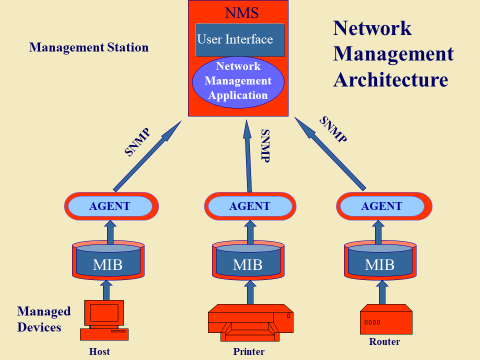 NMS
User Interface
Network
Management
Application
Management Station
Network
Management
Architecture
SNMP
SNMP
SNMP
AGENT
AGENT
AGENT
MIB
MIB
MIB
Managed
Devices
Host
Printer
Router